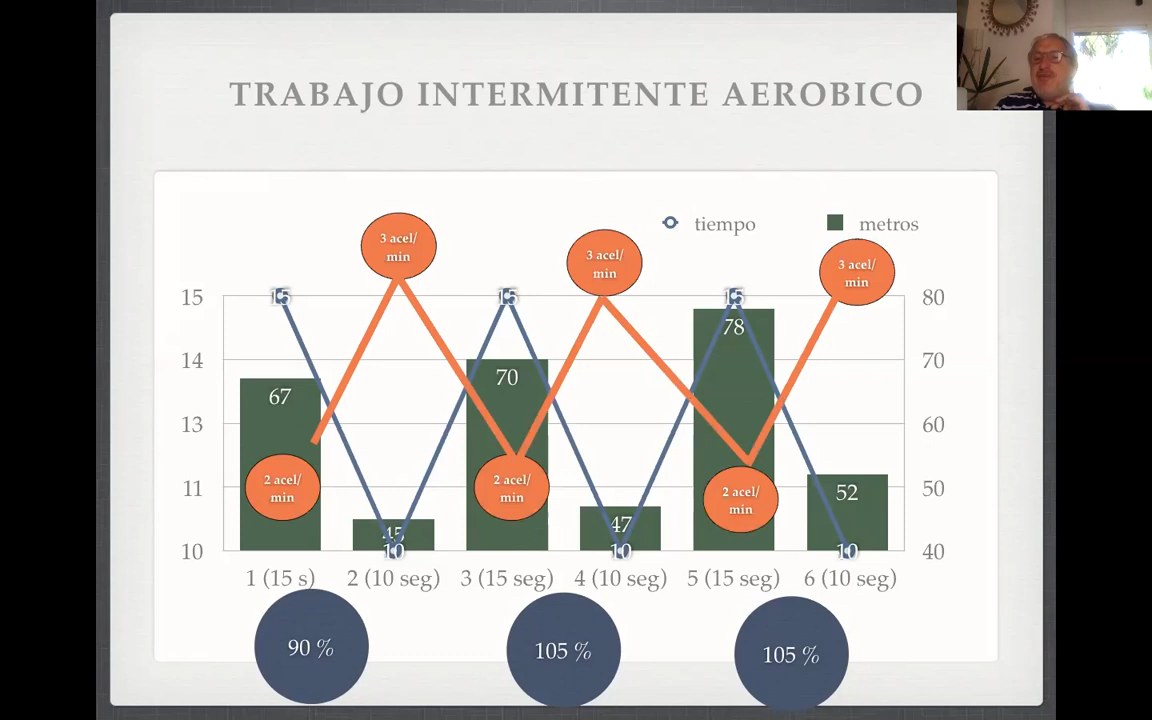 TRABAJO INTERMITENTE AEROBICO
tiempo
metros
3 acel/
min
3 acel/
min
3 acel/
min
15
14
13
11
10
80
70
60
50
40
15
15
15
67
70
78
2 acel/
min
2 acel/
min
2 acel/
min
45
47
52
10
10
10
1 (15 s)
2 (10 seg)
3 (15 seg)
4 (10 seg)
5 (15 seg)
6 (10 seg)
90 %
105 %
105 %